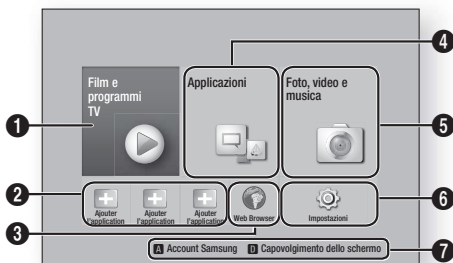 4
Film e
programmi
TV
Applicazioni
Foto, video e
musica
1
5
2
Ajouter
l'application
Ajouter
l'application
Ajouter
l'application
Web Browser
Impostazioni
6
3
A Account Samsung D Capovolgimento dello schermo
7